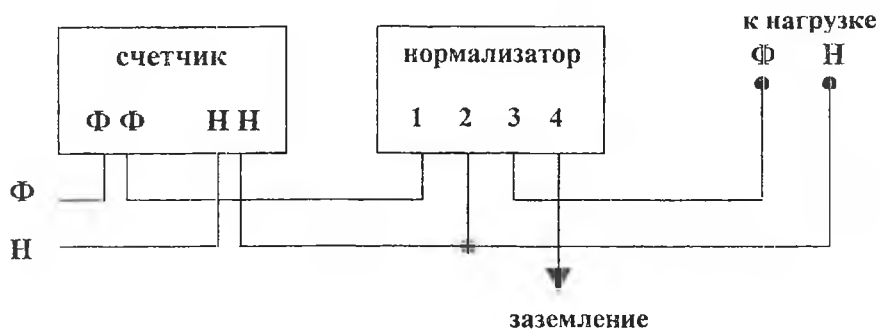 к нагрузке
счетчик
нормализатор
Ф Н
Ф Ф Н Н
1 2 3 4
Ф
Н
заземление